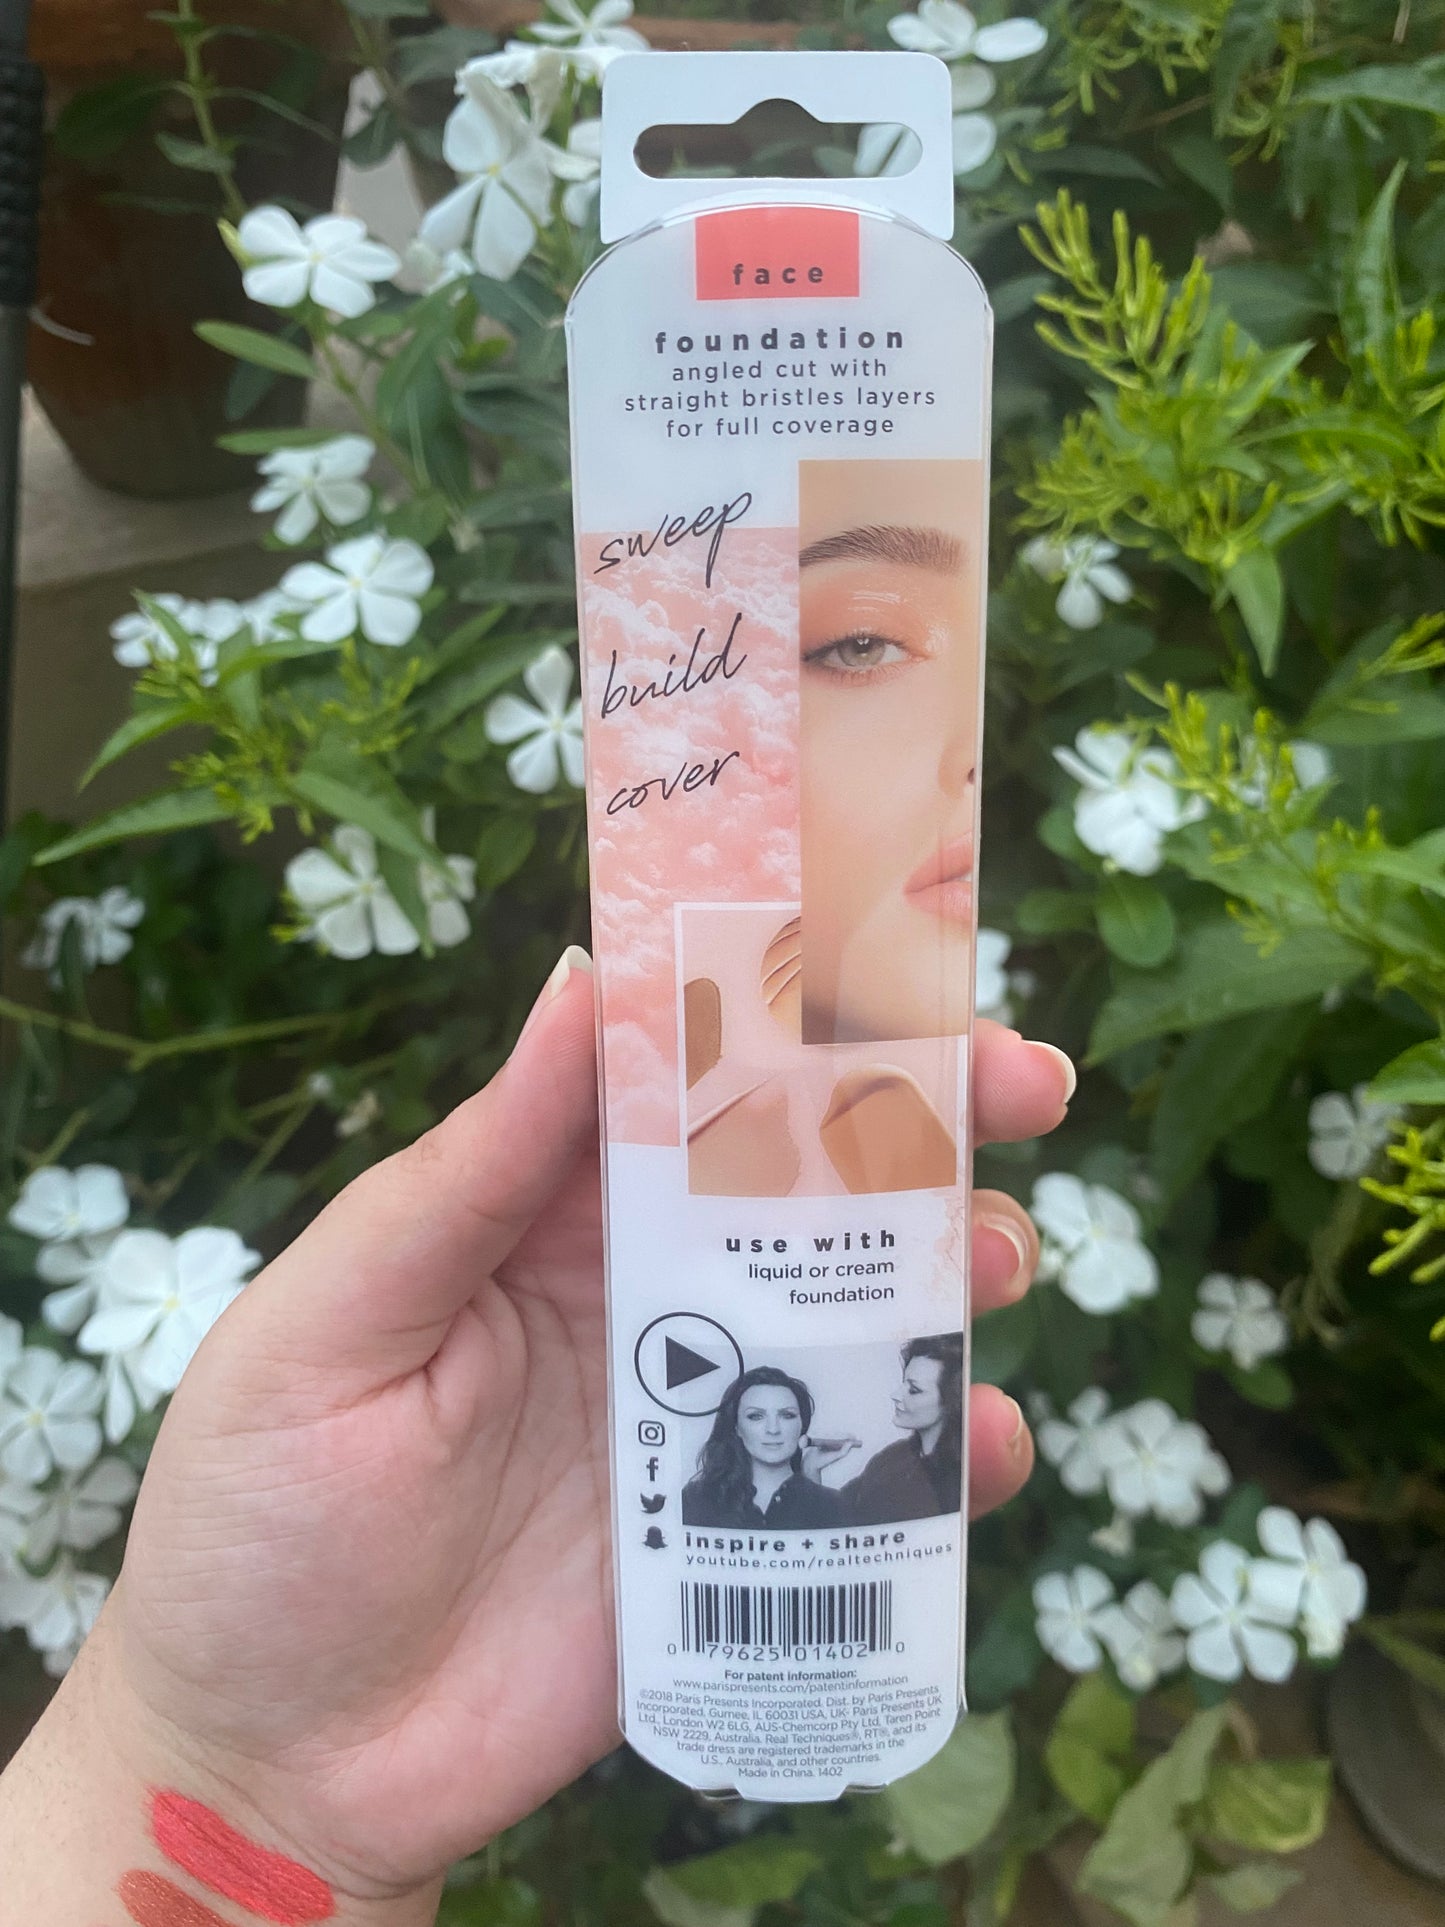 face
foundation
angled cut with
straight bristles layers
for full coverage
sweep
build
cover
use with
liquid or cream
foundation
inspire + share
youtube.com/realtechniques
0 79625 01402 0
For patent information:
www.parispresents.com/patentinformation
©2018 Paris Presents Incorporated. Dist. by Paris Presents
Incorporated, Gurnee, IL 60031 USA, UK- Paris Presents UK
Ltd., London W2 6LG, AUS-Chemcorp Pty Ltd, Taren Point
NSW 2229, Australia. Real Techniques®, RT®, and its
trade dress are registered trademarks in the
U.S., Australia, and other countries.
Made in China. 1402